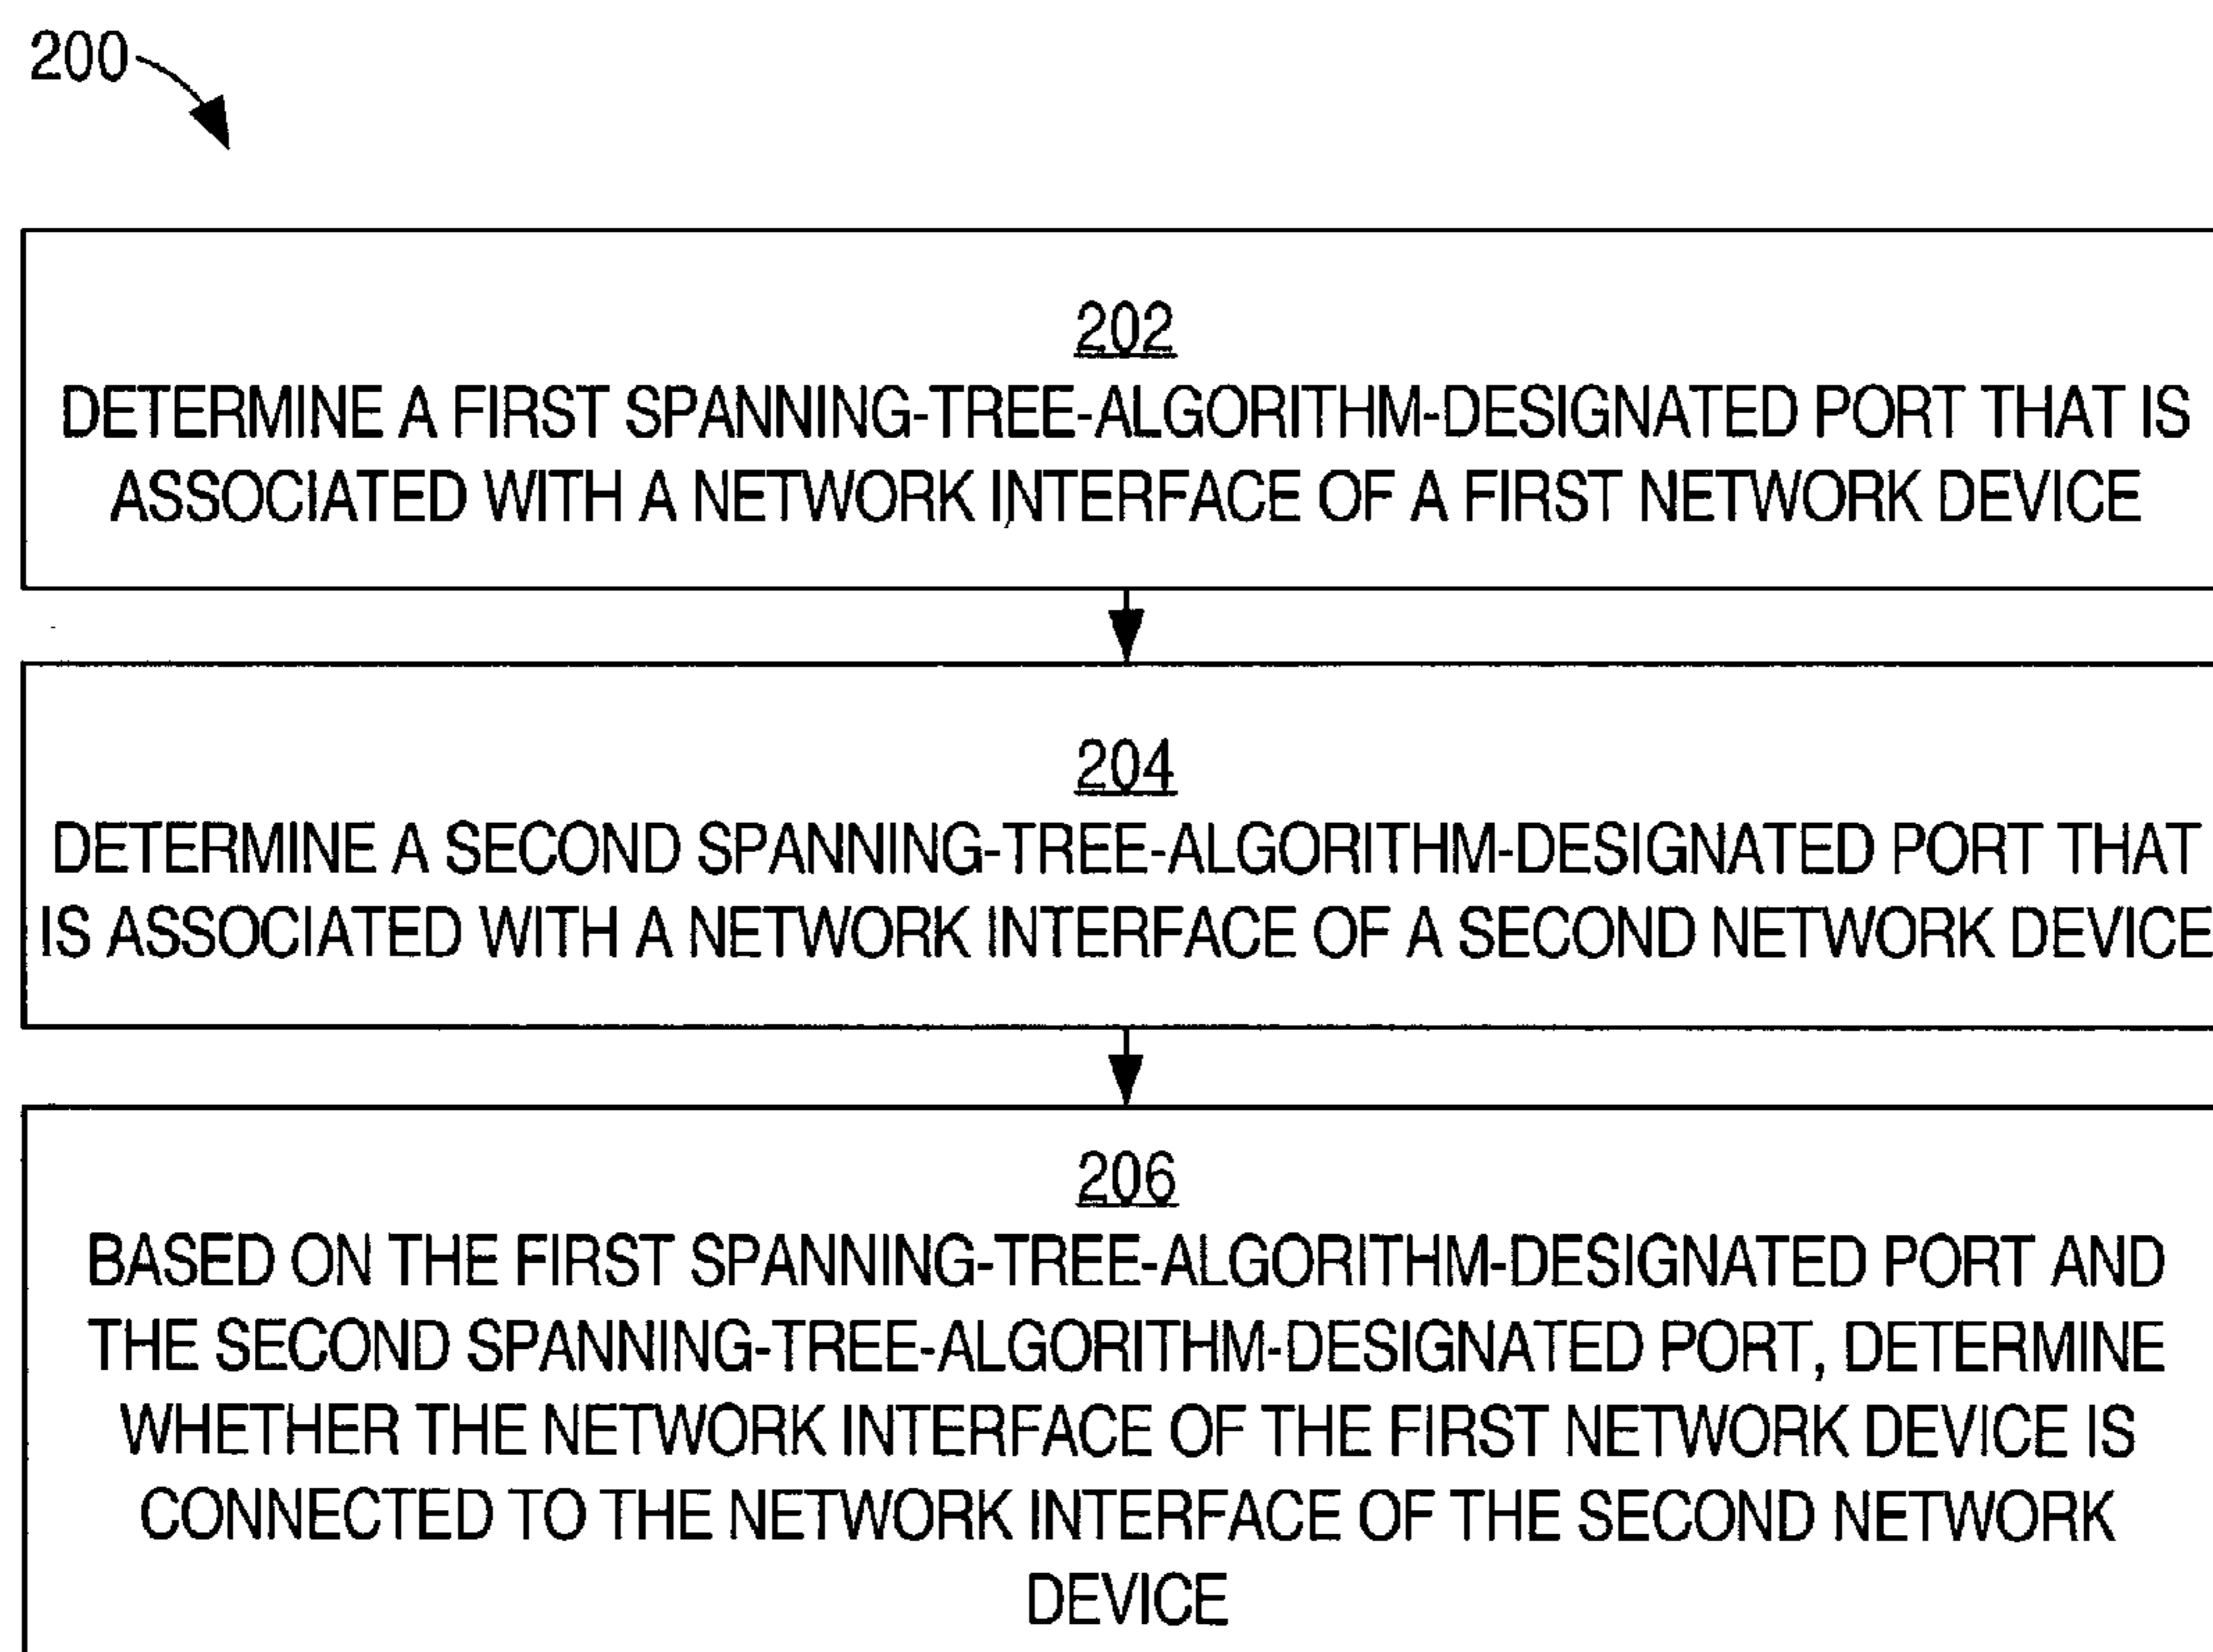 200
202
DETERMINE A FIRST SPANNING-TREE-ALGORITHM-DESIGNATED PORT THAT IS
ASSOCIATED WITH A NETWORK INTERFACE OF A FIRST NETWORK DEVICE
204
DETERMINE A SECOND SPANNING-TREE-ALGORITHM-DESIGNATED PORT THAT
IS ASSOCIATED WITH A NETWORK INTERFACE OF A SECOND NETWORK DEVICE
206
BASED ON THE FIRST SPANNING-TREE-ALGORITHM-DESIGNATED PORT AND
THE SECOND SPANNING-TREE-ALGORITHM-DESIGNATED PORT, DETERMINE
WHETHER THE NETWORK INTERFACE OF THE FIRST NETWORK DEVICE IS
CONNECTED TO THE NETWORK INTERFACE OF THE SECOND NETWORK
DEVICE